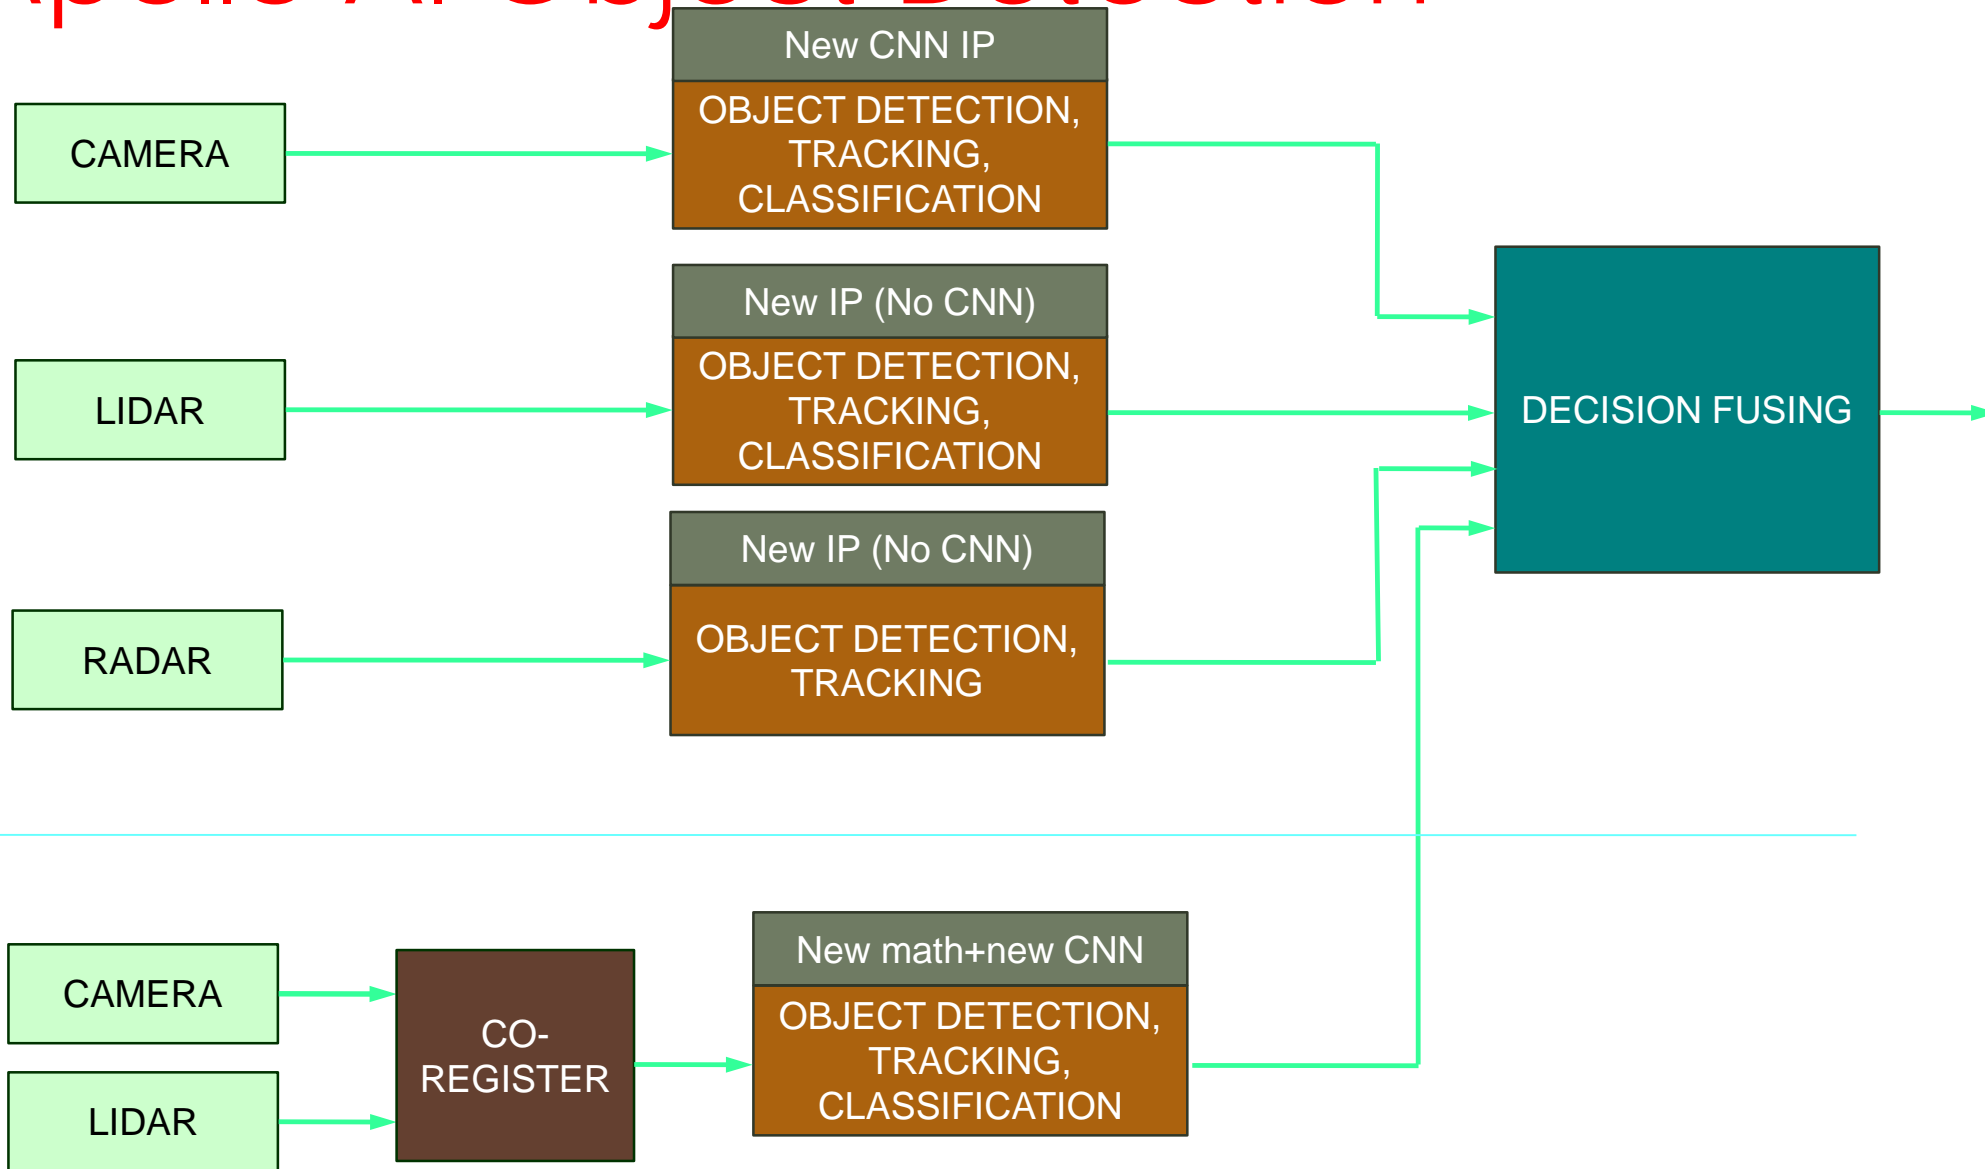 Object Detection
New CNN IP
CAMERA
OBJECT DETECTION,
TRACKING,
CLASSIFICATION
New IP (No CNN)
LIDAR
OBJECT DETECTION,
TRACKING,
CLASSIFICATION
DECISION FUSING
New IP (No CNN)
RADAR
OBJECT DETECTION,
TRACKING
CAMERA
LIDAR
CO-
REGISTER
New math+new CNN
OBJECT DETECTION,
TRACKING,
CLASSIFICATION